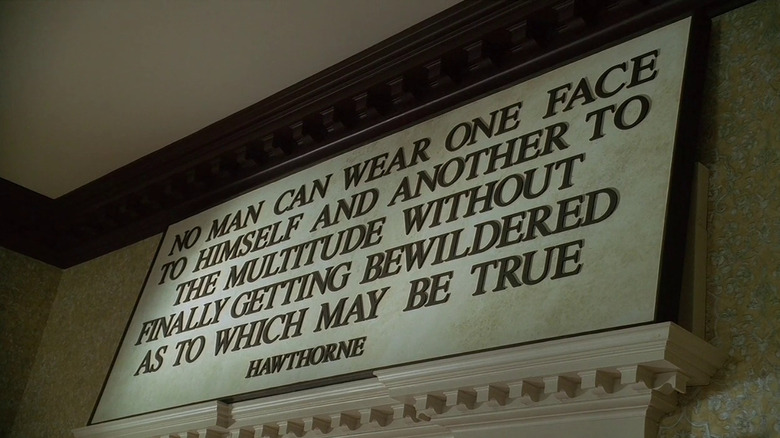 NO MAN CAN WEAR ONE FACE
TO HIMSELF AND ANOTHER TO
THE MULTITUDE WITHOUT
FINALLY GETTING BEWILDERED
AS TO WHICH MAY BE TRUE
HAWTHORNE